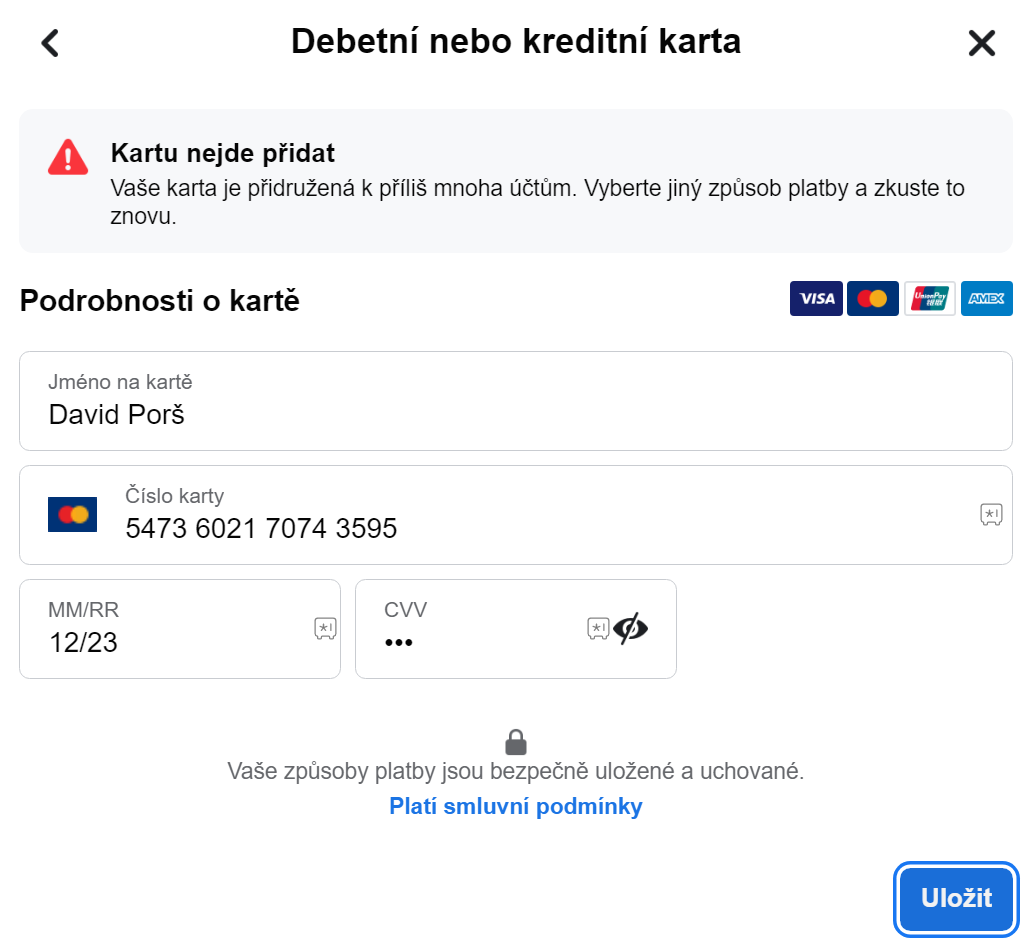 Debetní nebo kreditní karta
Kartu nejde přidat
Vaše karta je přidružená k příliš mnoha účtům. Vyberte jiný způsob platby a zkuste to
znovu.
Podrobnosti o kartě
VISA UnionPay 银联 AMEX
Jméno na kartě
David Porš
Číslo karty
5473 6021 7074 3595
MM/RR
12/23
CVV
•••
Vaše způsoby platby jsou bezpečně uložené a uchované.
Platí smluvní podmínky
Uložit